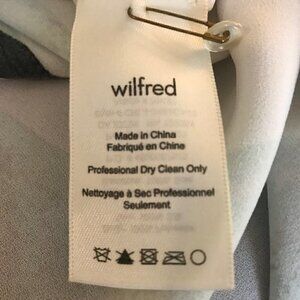 wilfred
Made in China
Fabriqué en Chine
Professional Dry Clean Only
Nettoyage à Sec Professionnel
Seulement